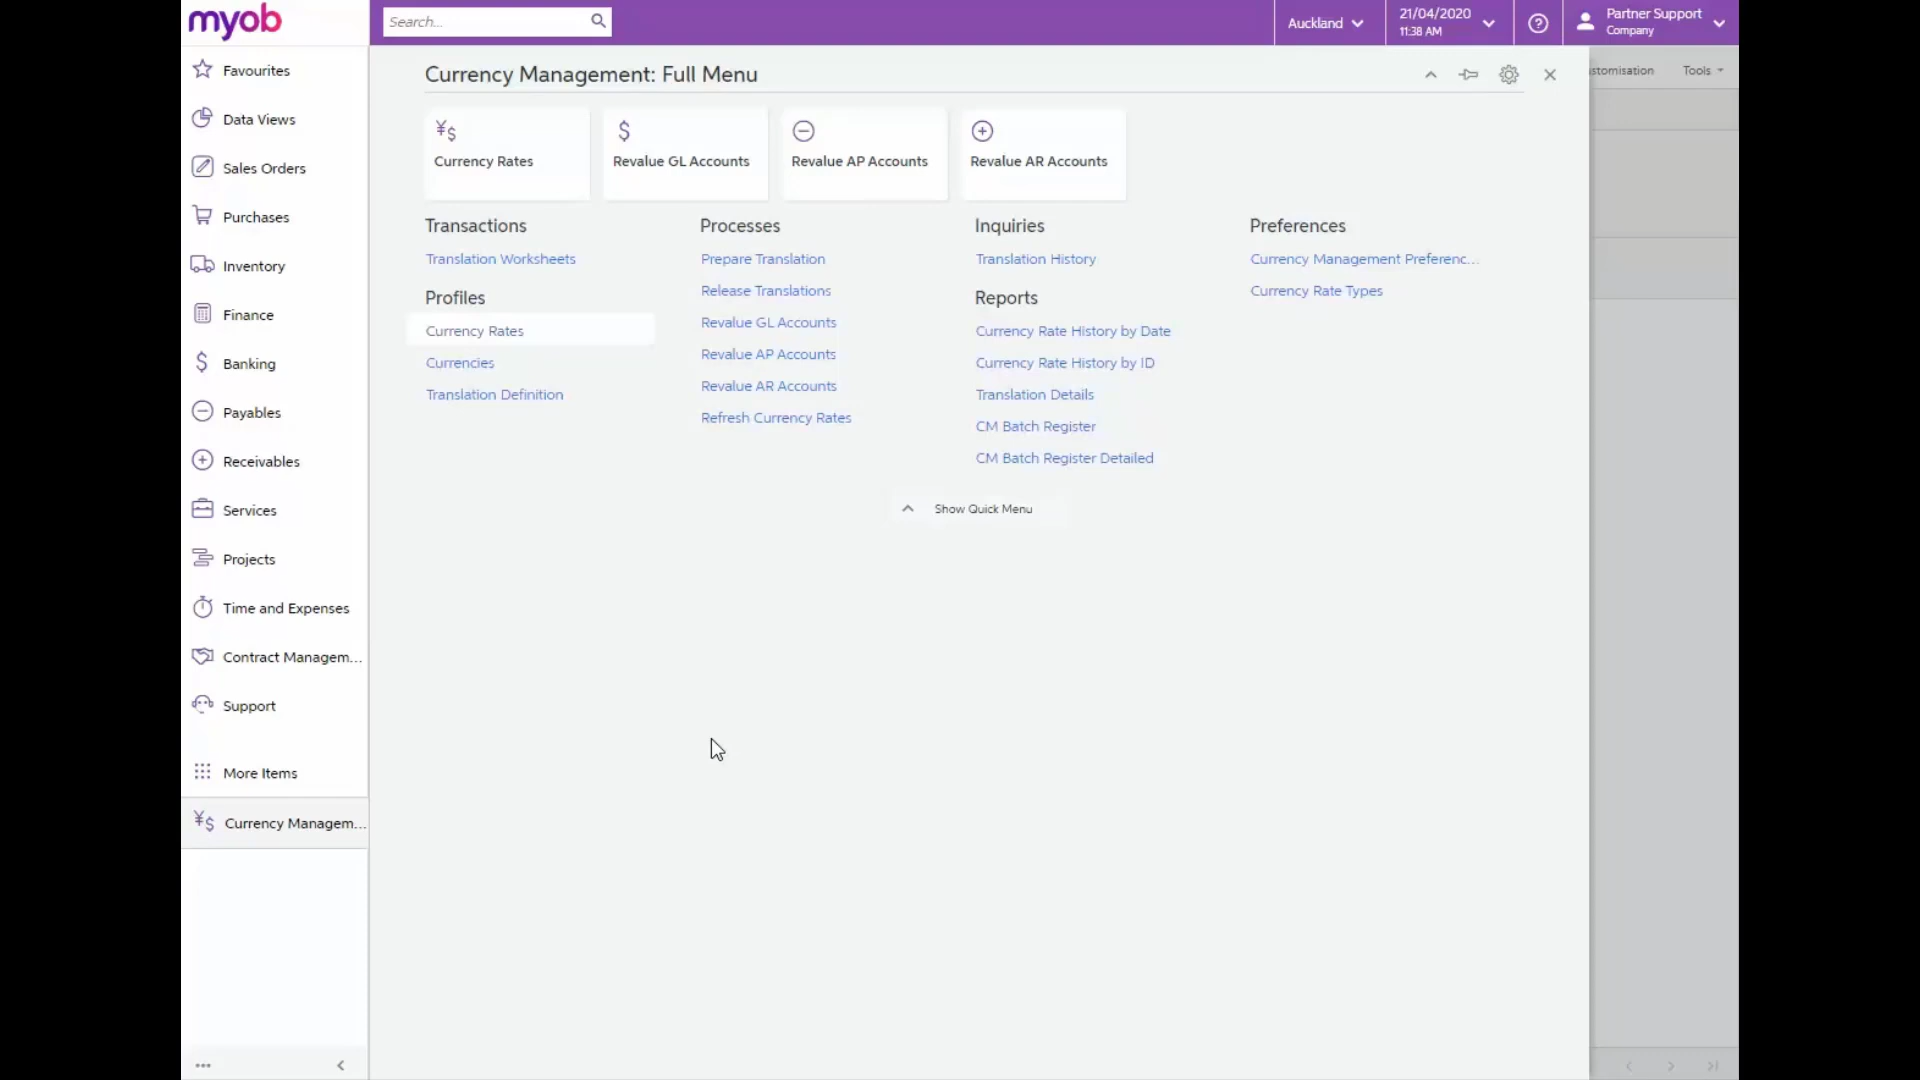 myob
Search...
Auckland
21/04/2020
11:38 AM
Partner Support
Company
Favourites
Data Views
Sales Orders
Purchases
Inventory
Finance
Banking
Payables
Receivables
Services
Projects
Time and Expenses
Contract Managem...
Support
More Items
Currency Managem...
Currency Management: Full Menu
stomisation
Tools
Currency Rates
Revalue GL Accounts
Revalue AP Accounts
Revalue AR Accounts
Transactions
Translation Worksheets
Profiles
Currency Rates
Currencies
Translation Definition
Processes
Prepare Translation
Release Translations
Revalue GL Accounts
Revalue AP Accounts
Revalue AR Accounts
Refresh Currency Rates
Inquiries
Translation History
Reports
Currency Rate History by Date
Currency Rate History by ID
Translation Details
CM Batch Register
CM Batch Register Detailed
Preferences
Currency Management Preferenc...
Currency Rate Types
Show Quick Menu